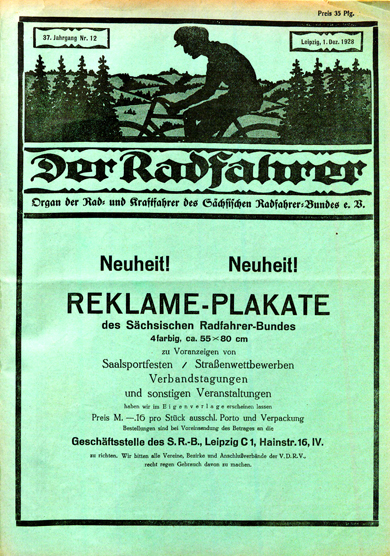 Preis 35 Pfg.
37. Jahrgang Nr. 12
Leipzig, 1. Dez. 1928
Der Radfahrer
Organ der Rad- und Kraftfahrer des Sächsischen Radfahrer-Bundes e. V.
Neuheit! Neuheit!
REKLAME-PLAKATE
des Sächsischen Radfahrer-Bundes
4farbig, ca. 55×80 cm
zu Voranzeigen von
Saalsportfesten / Straßenwettbewerben
Verbandstagungen
und sonstigen Veranstaltungen
haben wir im Eigenverlage erscheinen lassen
Preis M. —.16 pro Stück ausschl. Porto und Verpackung
Bestellungen sind bei Voreinsendung des Betrages an die
Geschäftsstelle des S. R.-B., Leipzig C 1, Hainstr. 16, IV.
zu richten. Wir bitten alle Vereine, Bezirke und Anschlußverbände der V. D. R. V.,
recht regen Gebrauch davon zu machen.